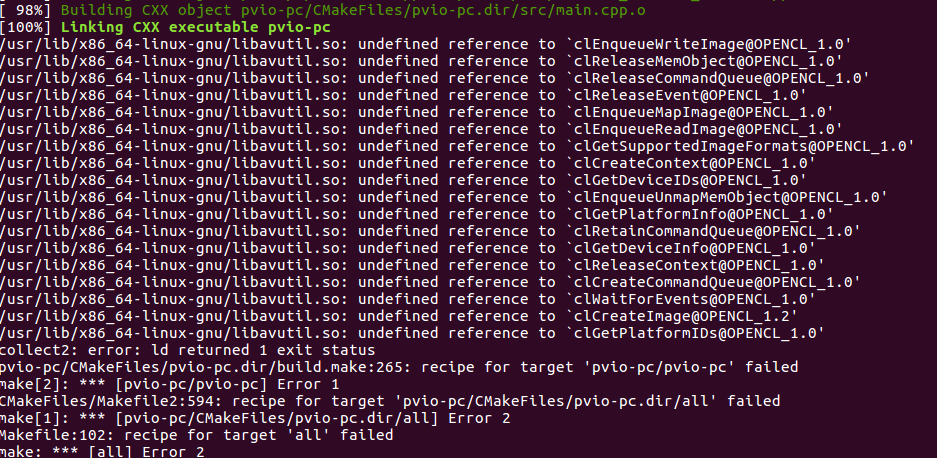 [ 98%] Building CXX object pvio-pc/CMakeFiles/pvio-pc.dir/src/main.cpp.o
[100%] Linking CXX executable pvio-pc
/usr/lib/x86_64-linux-gnu/libavutil.so: undefined reference to `clEnqueueWriteImage@OPENCL_1.0'
/usr/lib/x86_64-linux-gnu/libavutil.so: undefined reference to `clReleaseMemObject@OPENCL_1.0'
/usr/lib/x86_64-linux-gnu/libavutil.so: undefined reference to `clReleaseCommandQueue@OPENCL_1.0'
/usr/lib/x86_64-linux-gnu/libavutil.so: undefined reference to `clReleaseEvent@OPENCL_1.0'
/usr/lib/x86_64-linux-gnu/libavutil.so: undefined reference to `clEnqueueMapImage@OPENCL_1.0'
/usr/lib/x86_64-linux-gnu/libavutil.so: undefined reference to `clEnqueueReadImage@OPENCL_1.0'
/usr/lib/x86_64-linux-gnu/libavutil.so: undefined reference to `clGetSupportedImageFormats@OPENCL_1.0'
/usr/lib/x86_64-linux-gnu/libavutil.so: undefined reference to `clCreateContext@OPENCL_1.0'
/usr/lib/x86_64-linux-gnu/libavutil.so: undefined reference to `clGetDeviceIDs@OPENCL_1.0'
/usr/lib/x86_64-linux-gnu/libavutil.so: undefined reference to `clEnqueueUnmapMemObject@OPENCL_1.0'
/usr/lib/x86_64-linux-gnu/libavutil.so: undefined reference to `clGetPlatformInfo@OPENCL_1.0'
/usr/lib/x86_64-linux-gnu/libavutil.so: undefined reference to `clRetainCommandQueue@OPENCL_1.0'
/usr/lib/x86_64-linux-gnu/libavutil.so: undefined reference to `clGetDeviceInfo@OPENCL_1.0'
/usr/lib/x86_64-linux-gnu/libavutil.so: undefined reference to `clReleaseContext@OPENCL_1.0'
/usr/lib/x86_64-linux-gnu/libavutil.so: undefined reference to `clCreateCommandQueue@OPENCL_1.0'
/usr/lib/x86_64-linux-gnu/libavutil.so: undefined reference to `clWaitForEvents@OPENCL_1.0'
/usr/lib/x86_64-linux-gnu/libavutil.so: undefined reference to `clCreateImage@OPENCL_1.2'
/usr/lib/x86_64-linux-gnu/libavutil.so: undefined reference to `clGetPlatformIDs@OPENCL_1.0'
collect2: error: ld returned 1 exit status
pvio-pc/CMakeFiles/pvio-pc.dir/build.make:265: recipe for target 'pvio-pc/pvio-pc' failed
make[2]: *** [pvio-pc/pvio-pc] Error 1
CMakeFiles/Makefile2:594: recipe for target 'pvio-pc/CMakeFiles/pvio-pc.dir/all' failed
make[1]: *** [pvio-pc/CMakeFiles/pvio-pc.dir/all] Error 2
Makefile:102: recipe for target 'all' failed
make: *** [all] Error 2